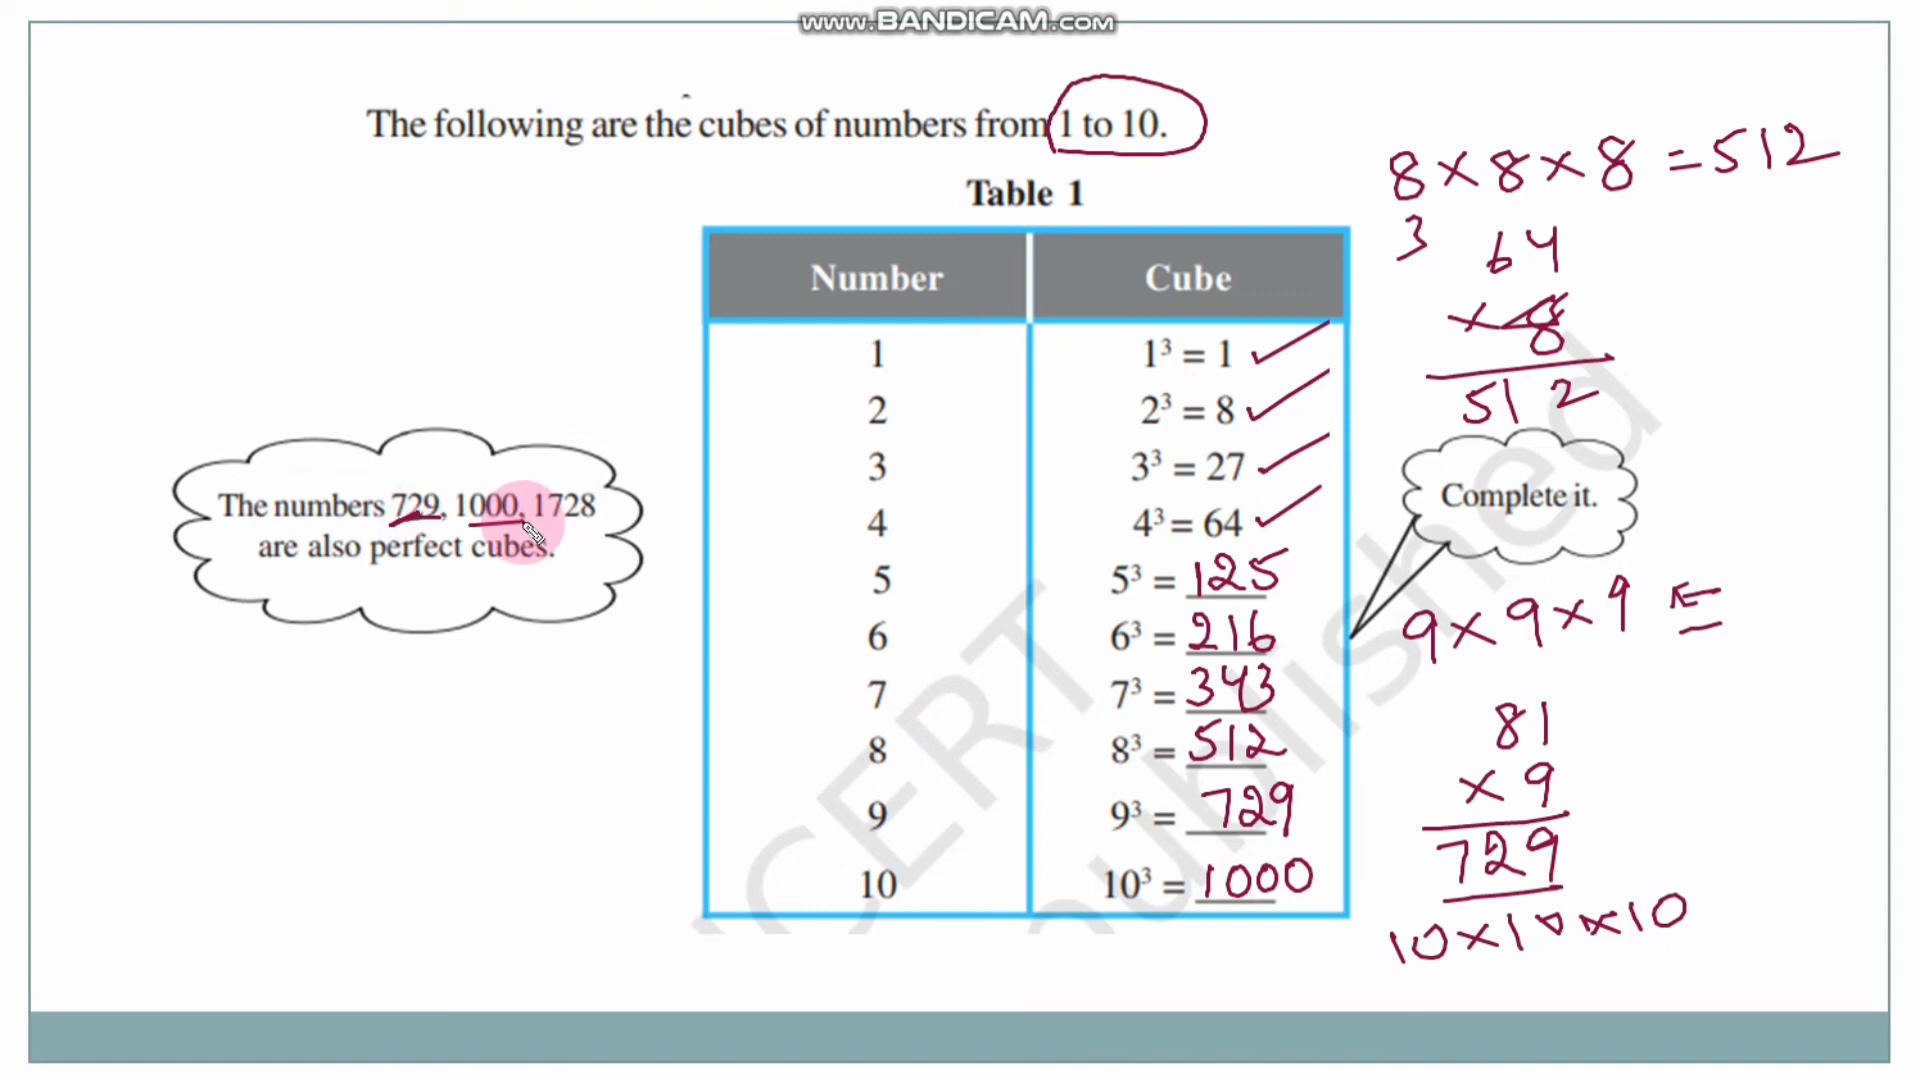 www.BANDICAM.com
The following are the cubes of numbers from 1 to 10.
Table 1
Number Cube
1 1³ = 1
2 2³ = 8
3 3³ = 27
4 4³ = 64
5 5³ = 125
6 6³ = 216
7 7³ = 343
8 8³ = 512
9 9³ = 729
10 10³ = 1000
The numbers 729, 1000, 1728
are also perfect cubes.
8 × 8 × 8 = 512
3 64
× 8
512
Complete it.
9 × 9 × 9 =
81
× 9
729
10 × 10 × 10
NCERT
published